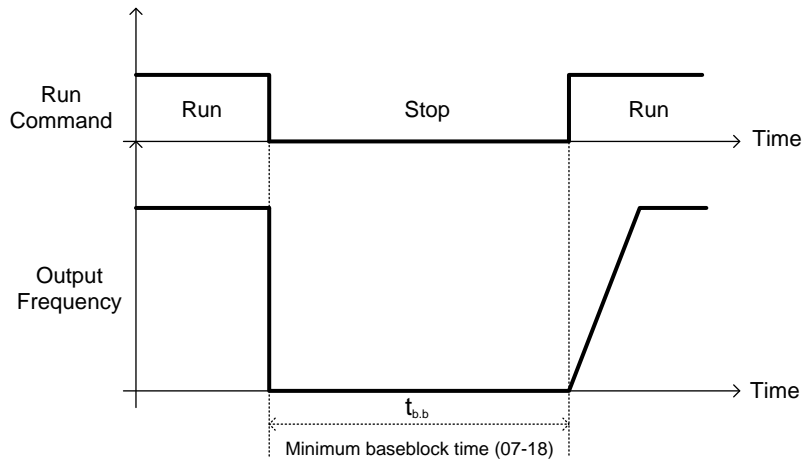 Run
Command
Run
Stop
Run
Time
Output
Frequency
Time
tb.b
Minimum baseblock time (07-18)